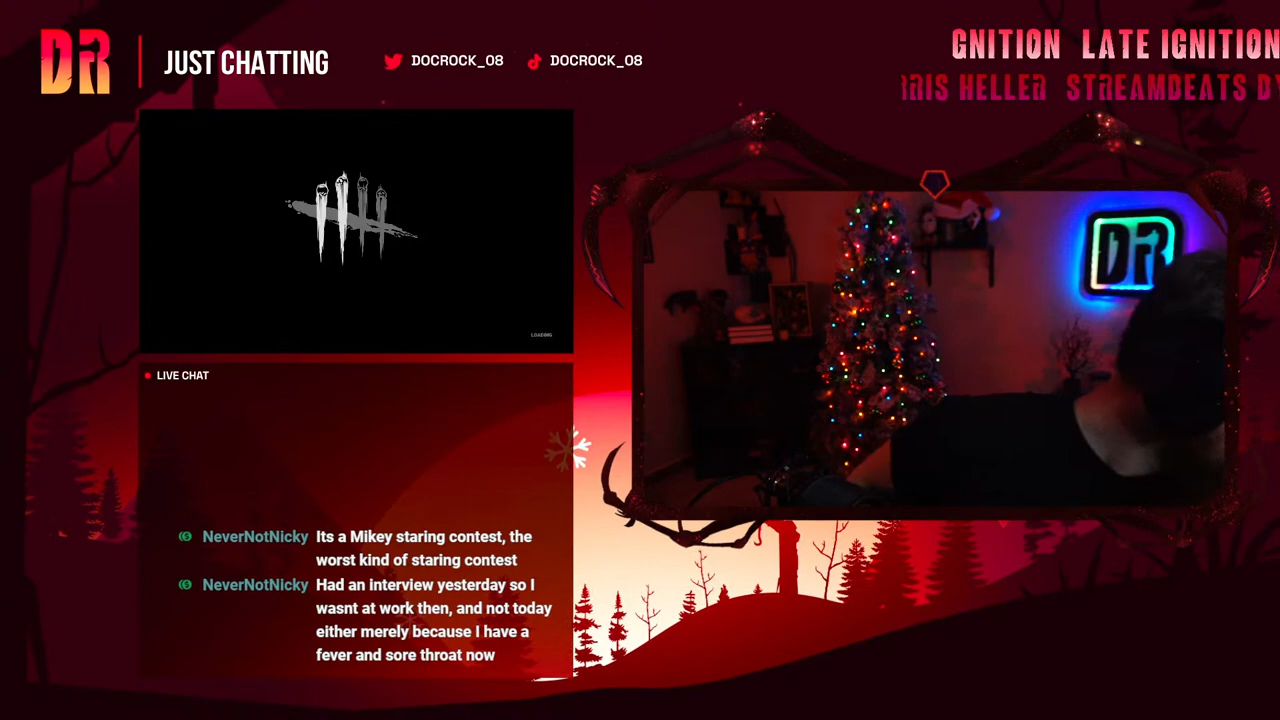 DR
JUST CHATTING
DOCROCK_08
DOCROCK_08
GNITION LATE IGNITION
HELLER STREAMBEATS
LOADING
DR
LIVE CHAT
NeverNotNicky Its a Mikey staring contest, the
worst kind of staring contest
NeverNotNicky Had an interview yesterday so I
wasnt at work then, and not today
either merely because I have a
fever and sore throat now